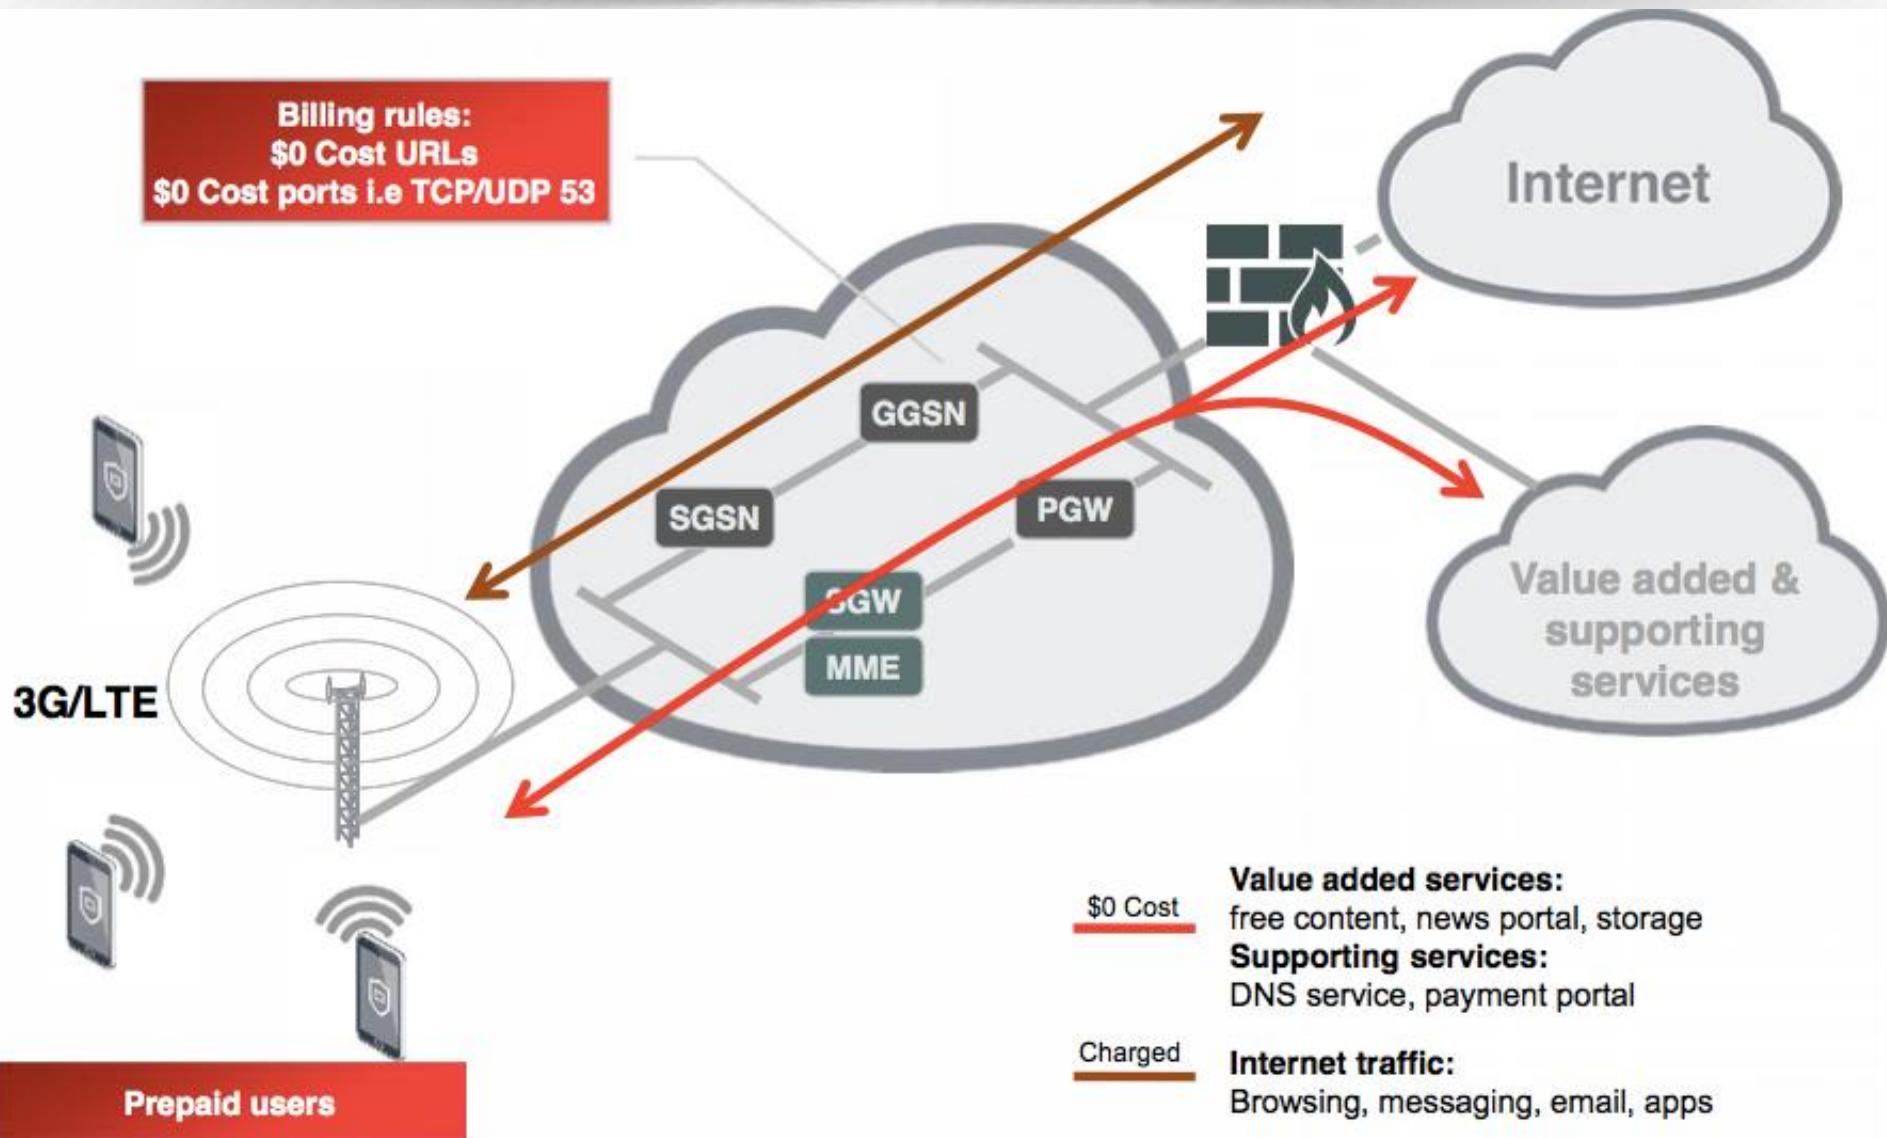 Billing rules:
$0 Cost URLs
$0 Cost ports i.e TCP/UDP 53
Internet
GGSN
SGSN
PGW
SGW
MME
Value added &
supporting
services
3G/LTE
$0 Cost
Value added services:
free content, news portal, storage
Supporting services:
DNS service, payment portal
Charged
Internet traffic:
Browsing, messaging, email, apps
Prepaid users